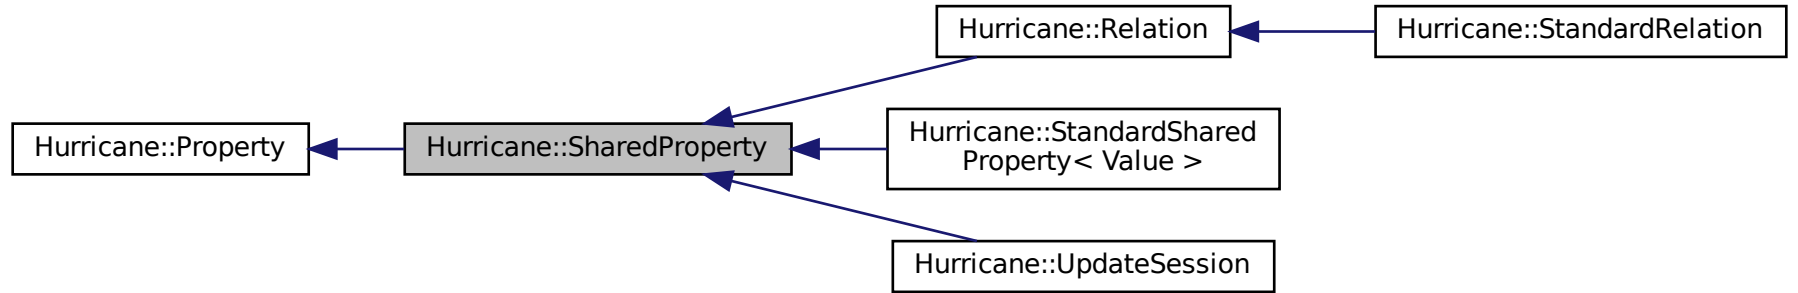 Hurricane::Relation
Hurricane::StandardRelation
Hurricane::Property
Hurricane::SharedProperty
Hurricane::StandardShared
Property< Value >
Hurricane::UpdateSession